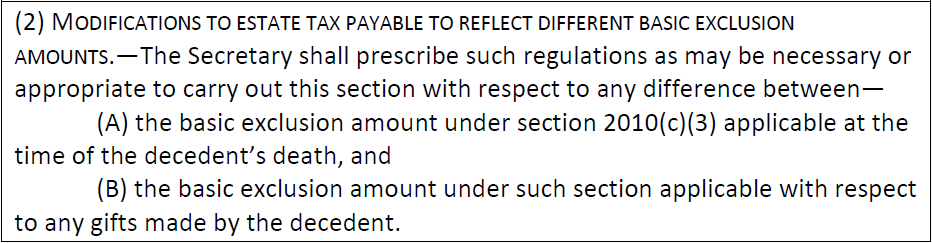 (2) MODIFICATIONS TO ESTATE TAX PAYABLE TO REFLECT DIFFERENT BASIC EXCLUSION
AMOUNTS.—The Secretary shall prescribe such regulations as may be necessary or
appropriate to carry out this section with respect to any difference between—
(A) the basic exclusion amount under section 2010(c)(3) applicable at the
time of the decedent’s death, and
(B) the basic exclusion amount under such section applicable with respect
to any gifts made by the decedent.